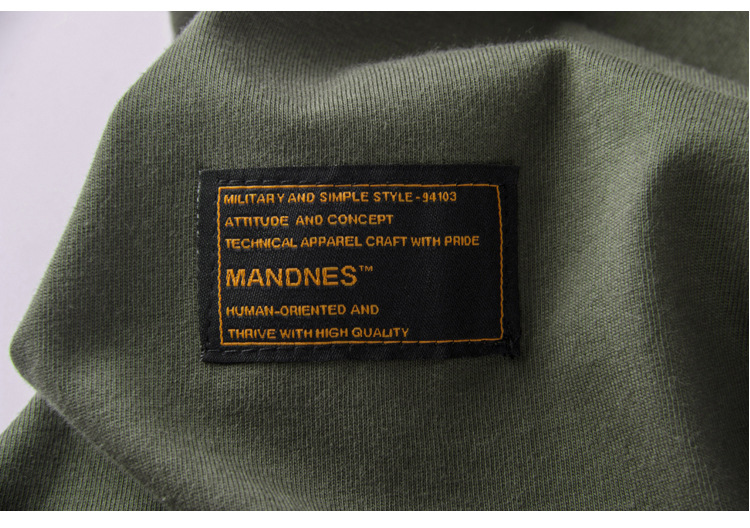 MILITARY AND SIMPLE STYLE - 94103
ATTITUDE AND CONCEPT
TECHNICAL APPAREL CRAFT WITH PRIDE
MANDNES™
HUMAN-ORIENTED AND
THRIVE WITH HIGH QUALITY